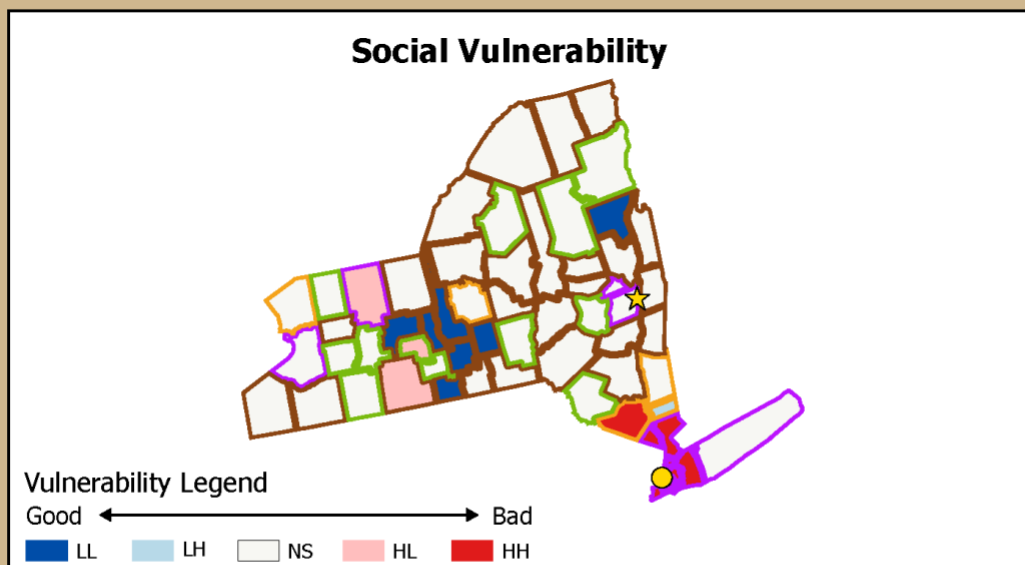 Social Vulnerability
Vulnerability Legend
Good Bad
LL LH NS HL HH